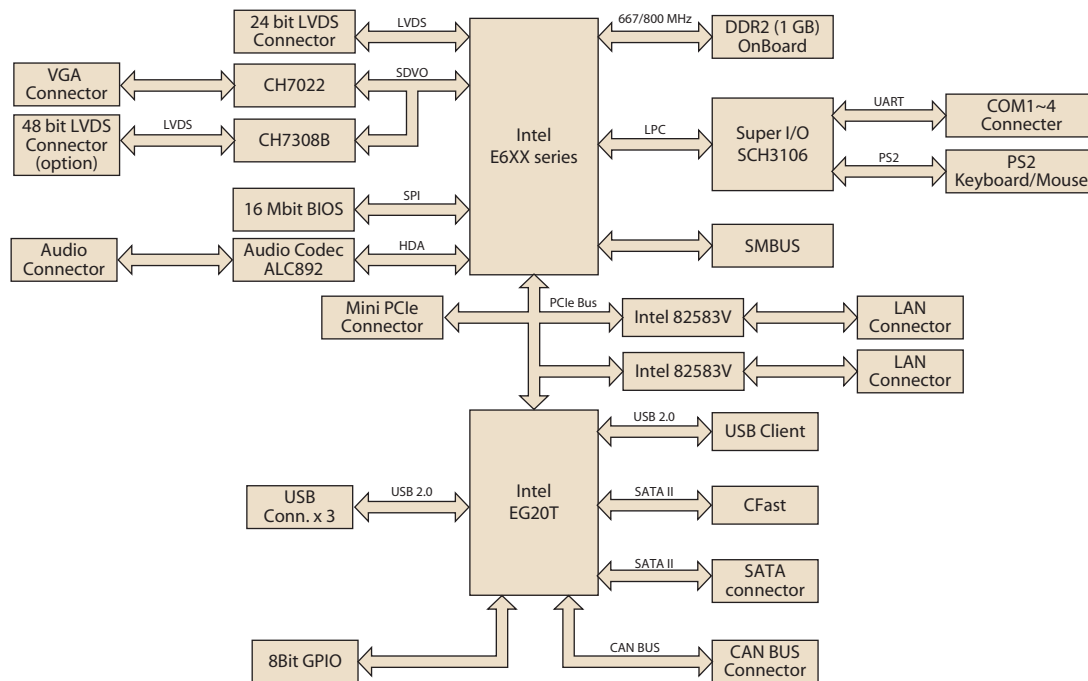 24 bit LVDS
Connector
LVDS
667/800 MHz
DDR2 (1 GB)
OnBoard
VGA
Connector
CH7022
SDVO
48 bit LVDS
Connector
(option)
LVDS
CH7308B
Intel
E6XX series
LPC
Super I/O
SCH3106
UART
COM1~4
Connecter
PS2
PS2
Keyboard/Mouse
16 Mbit BIOS
SPI
Audio
Connector
Audio Codec
ALC892
HDA
SMBUS
Mini PCIe
Connector
PCIe Bus
Intel 82583V
LAN
Connector
Intel 82583V
LAN
Connector
USB 2.0
USB Client
USB
Conn. x 3
USB 2.0
Intel
EG20T
SATA II
CFast
SATA II
SATA
connector
8Bit GPIO
CAN BUS
CAN BUS
Connector